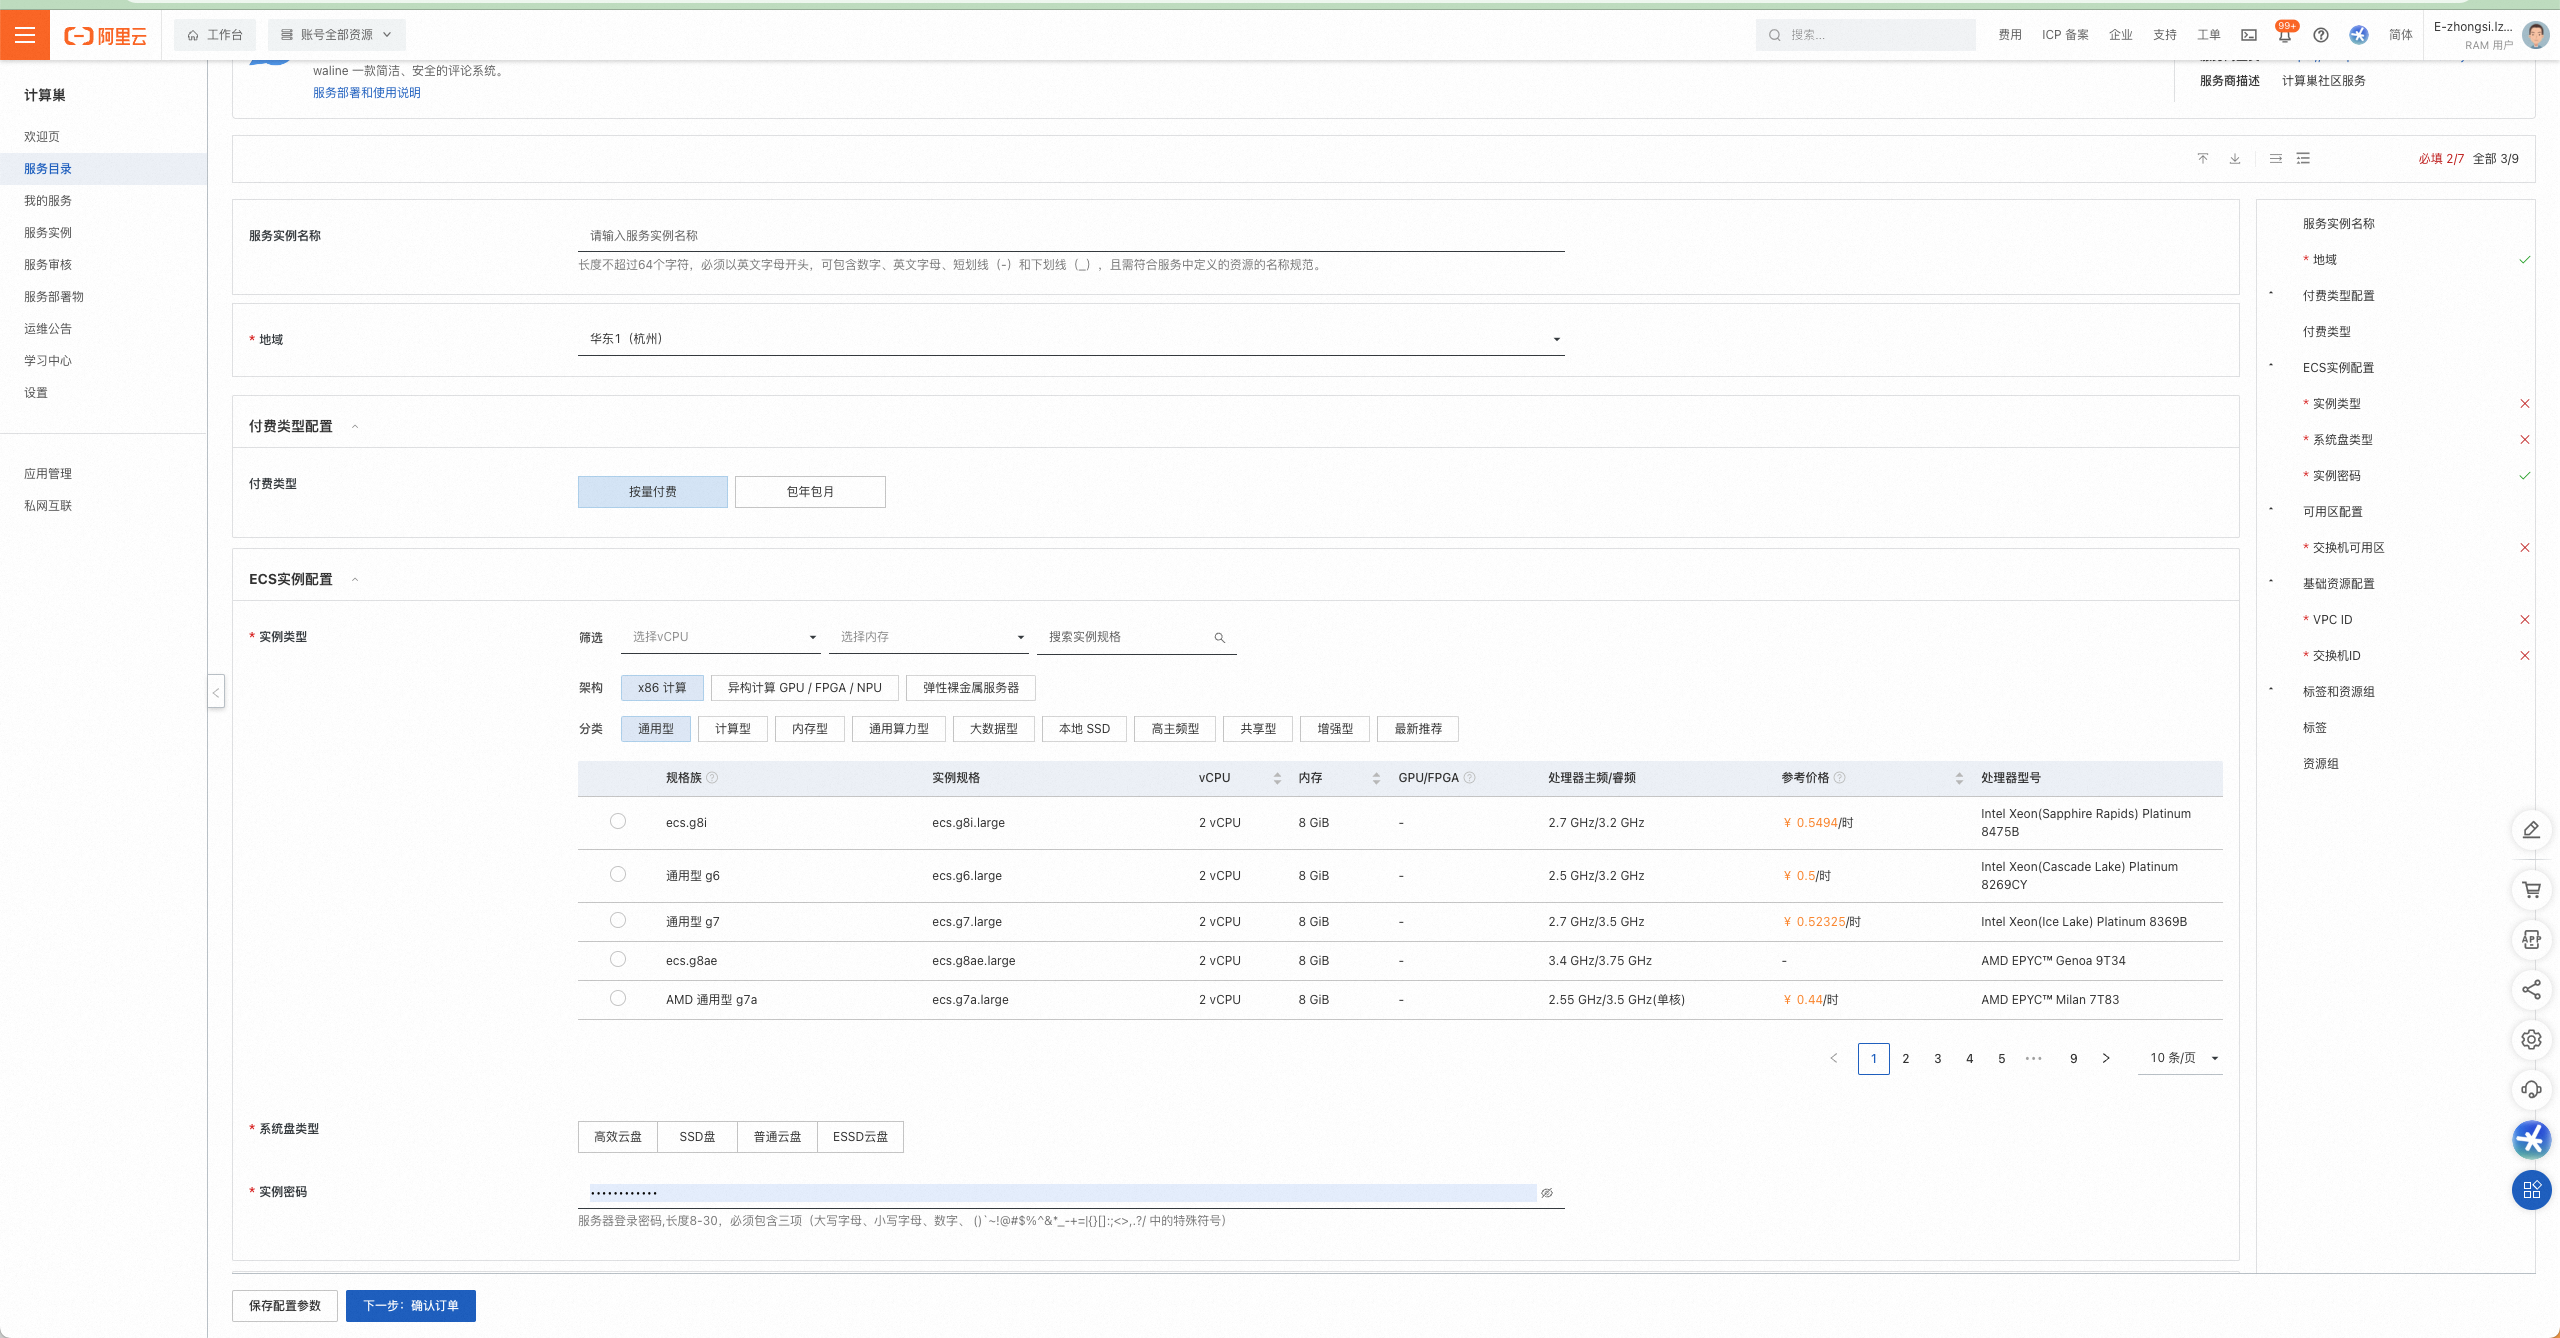 阿里云
工作台
账号全部资源
搜索...
费用
ICP 备案
企业
支持
工单
99+
简体
E-zhongsi.lz...
RAM 用户
计算巢
欢迎页
服务目录
我的服务
服务实例
服务审核
服务部署物
运维公告
学习中心
设置
应用管理
私网互联
waline 一款简洁、安全的评论系统。
服务部署和使用说明
服务商描述 计算巢社区服务
必填 2/7 全部 3/9
服务实例名称
请输入服务实例名称
长度不超过64个字符，必须以英文字母开头，可包含数字、英文字母、短划线（-）和下划线（_），且需符合服务中定义的资源的名称规范。
* 地域
华东1（杭州）
付费类型配置
付费类型
按量付费 包年包月
ECS实例配置
* 实例类型
筛选 选择vCPU 选择内存 搜索实例规格
架构 x86 计算 异构计算 GPU / FPGA / NPU 弹性裸金属服务器
分类 通用型 计算型 内存型 通用算力型 大数据型 本地 SSD 高主频型 共享型 增强型 最新推荐
规格族 实例规格 vCPU 内存 GPU/FPGA 处理器主频/睿频 参考价格 处理器型号
ecs.g8i ecs.g8i.large 2 vCPU 8 GiB - 2.7 GHz/3.2 GHz ¥ 0.5494/时 Intel Xeon(Sapphire Rapids) Platinum
8475B
通用型 g6 ecs.g6.large 2 vCPU 8 GiB - 2.5 GHz/3.2 GHz ¥ 0.5/时 Intel Xeon(Cascade Lake) Platinum
8269CY
通用型 g7 ecs.g7.large 2 vCPU 8 GiB - 2.7 GHz/3.5 GHz ¥ 0.52325/时 Intel Xeon(Ice Lake) Platinum 8369B
ecs.g8ae ecs.g8ae.large 2 vCPU 8 GiB - 3.4 GHz/3.75 GHz - AMD EPYC™ Genoa 9T34
AMD 通用型 g7a ecs.g7a.large 2 vCPU 8 GiB - 2.55 GHz/3.5 GHz(单核) ¥ 0.44/时 AMD EPYC™ Milan 7T83
1 2 3 4 5 ••• 9 10 条/页
* 系统盘类型
高效云盘 SSD盘 普通云盘 ESSD云盘
* 实例密码
••••••••••••
服务器登录密码,长度8-30，必须包含三项（大写字母、小写字母、数字、 ()`~!@#$%^&*_-+=|{}[]:;<>,.?/ 中的特殊符号）
保存配置参数 下一步：确认订单
服务实例名称
* 地域
付费类型配置
付费类型
ECS实例配置
* 实例类型
* 系统盘类型
* 实例密码
可用区配置
* 交换机可用区
基础资源配置
* VPC ID
* 交换机ID
标签和资源组
标签
资源组
APP